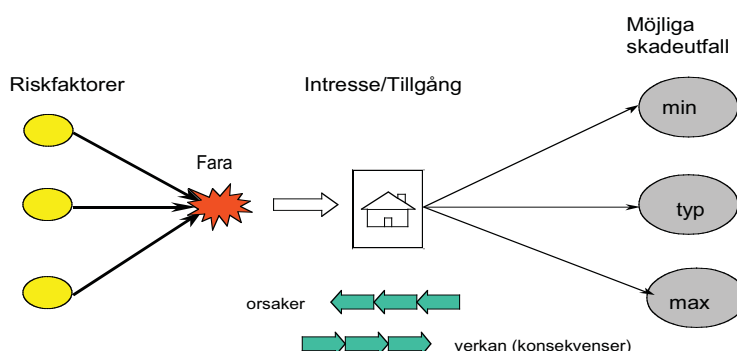 Möjliga
skadeutfall
Riskfaktorer
Intresse/Tillgång
min
Fara
typ
max
orsaker
verkan (konsekvenser)